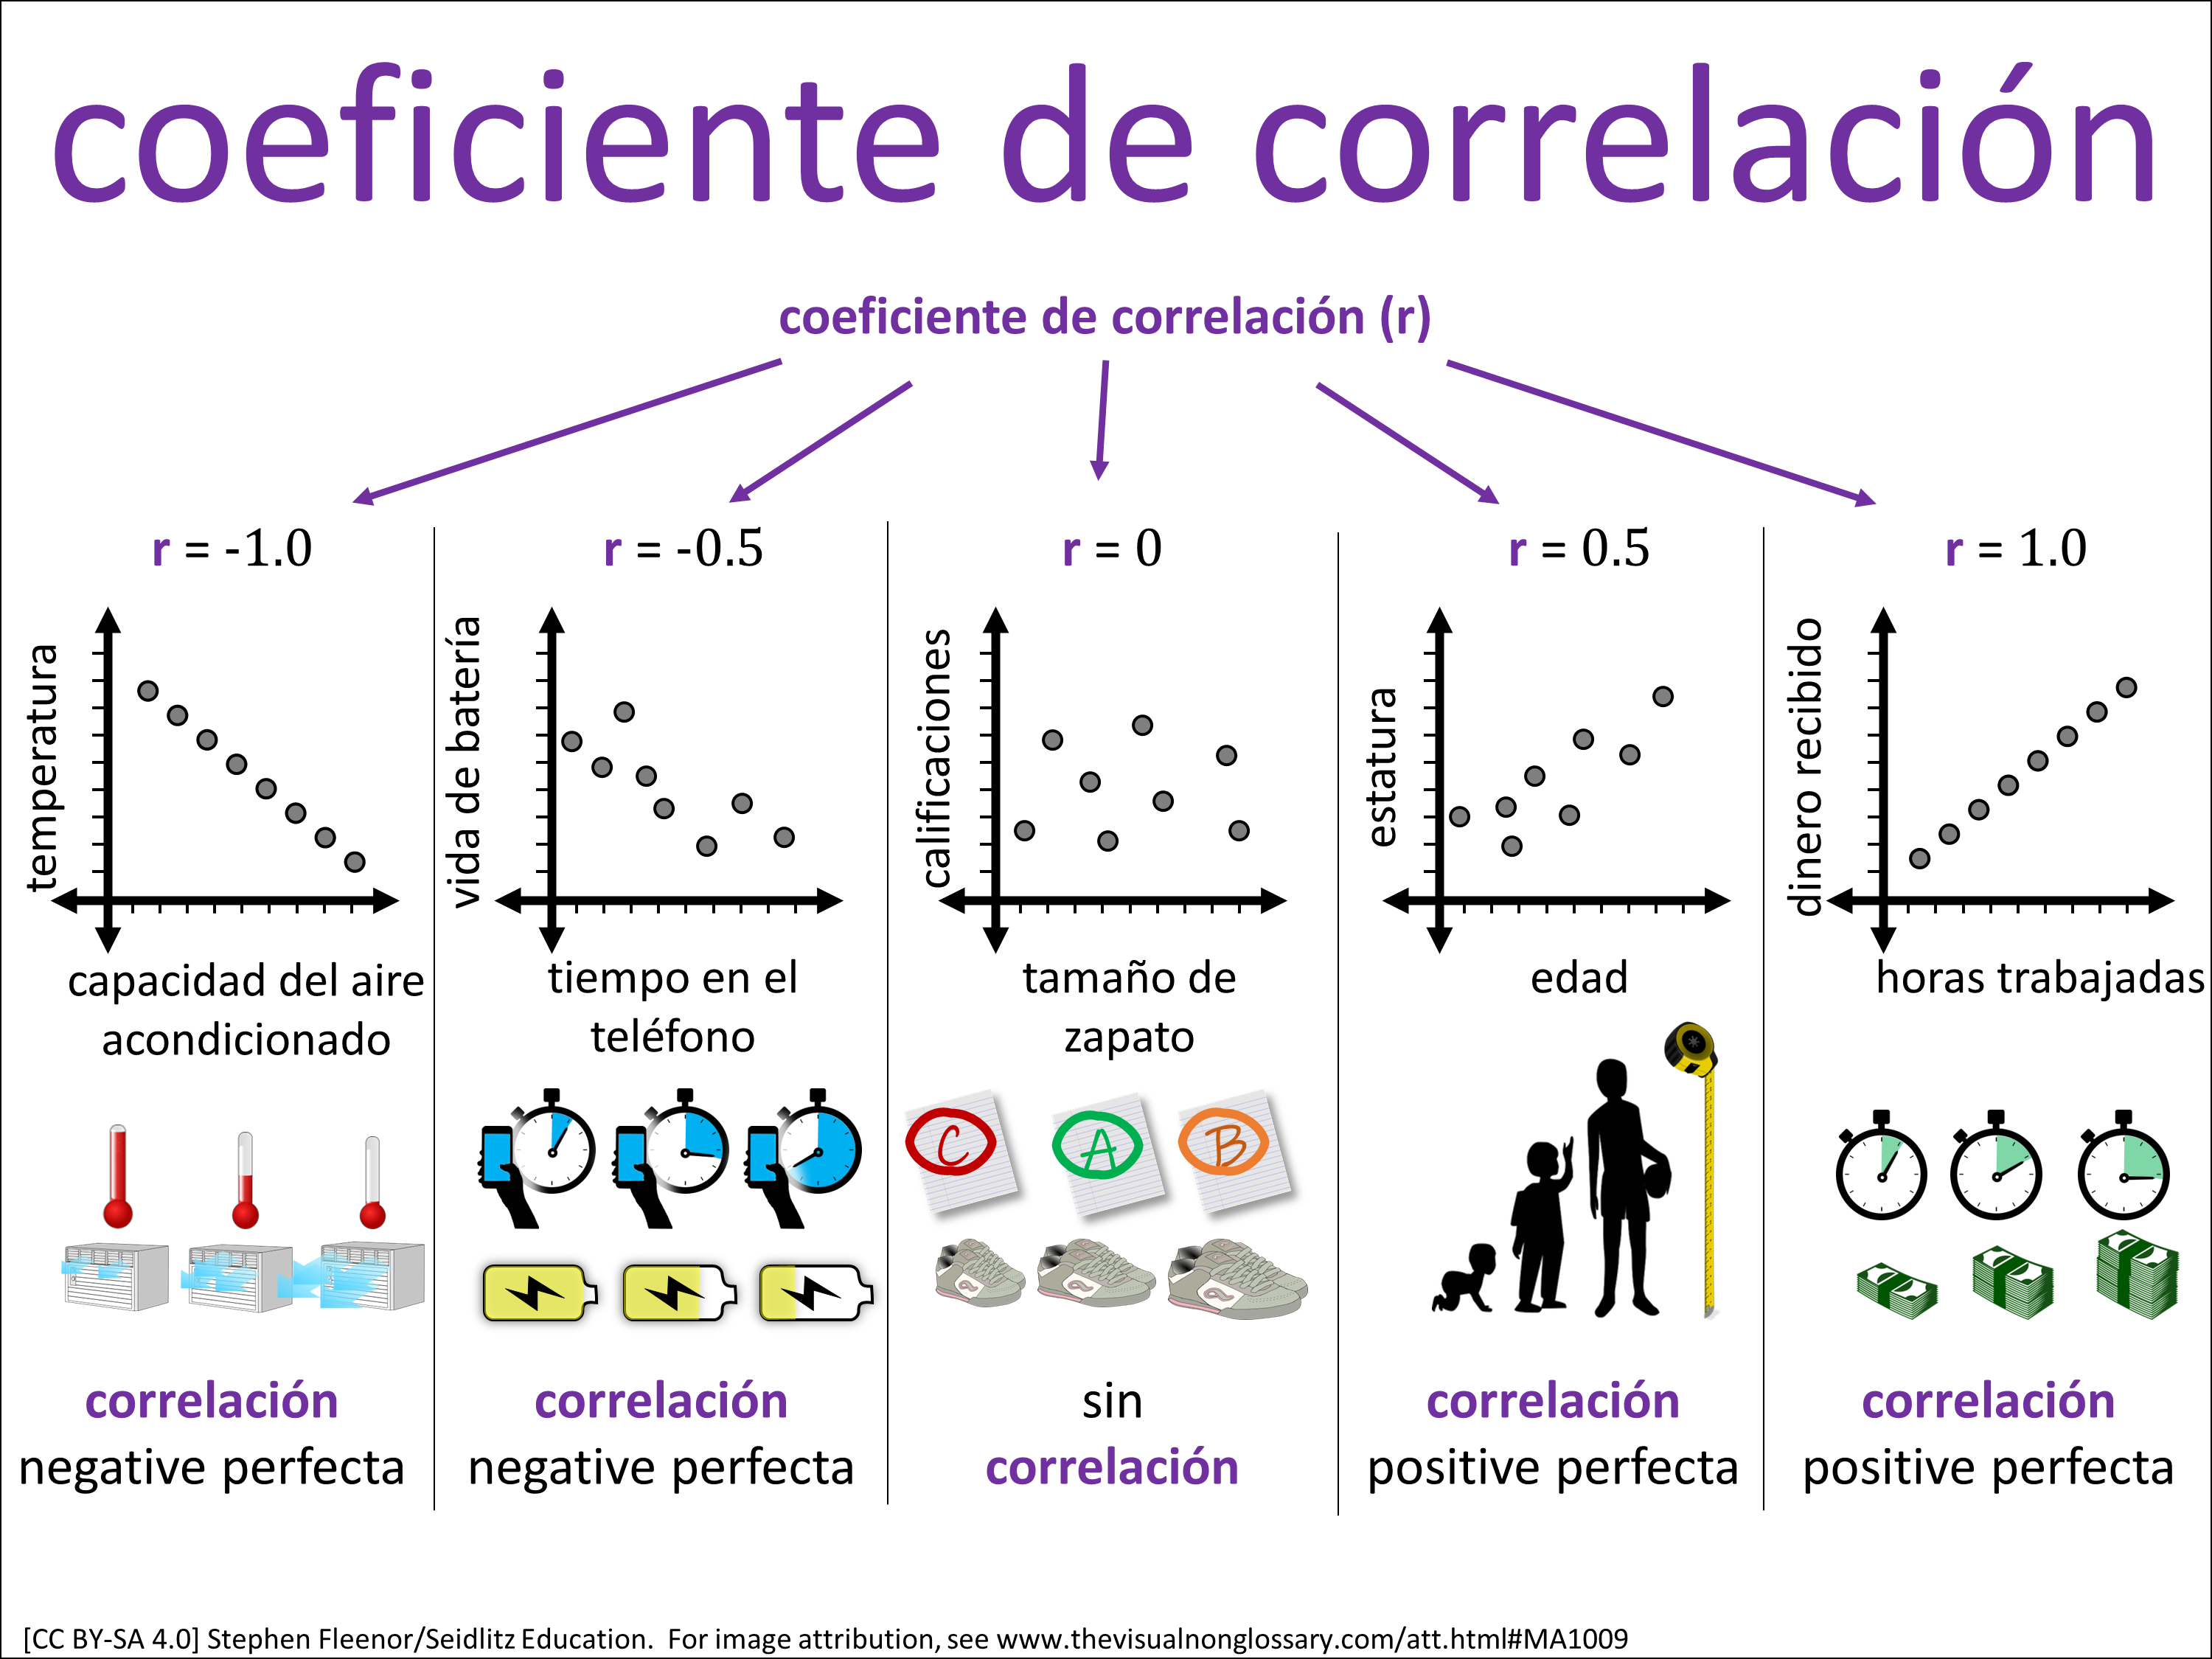 coeficiente de correlación
coeficiente de correlación (r)
r = -1.0
temperatura
capacidad del aire
acondicionado
correlación
negative perfecta
r = -0.5
vida de batería
tiempo en el
teléfono
correlación
negative perfecta
r = 0
calificaciones
tamaño de
zapato
C
A
B
sin
correlación
r = 0.5
estatura
edad
correlación
positive perfecta
r = 1.0
dinero recibido
horas trabajadas
correlación
positive perfecta
[CC BY-SA 4.0] Stephen Fleenor/Seidlitz Education.  For image attribution, see www.thevisualnonglossary.com/att.html#MA1009